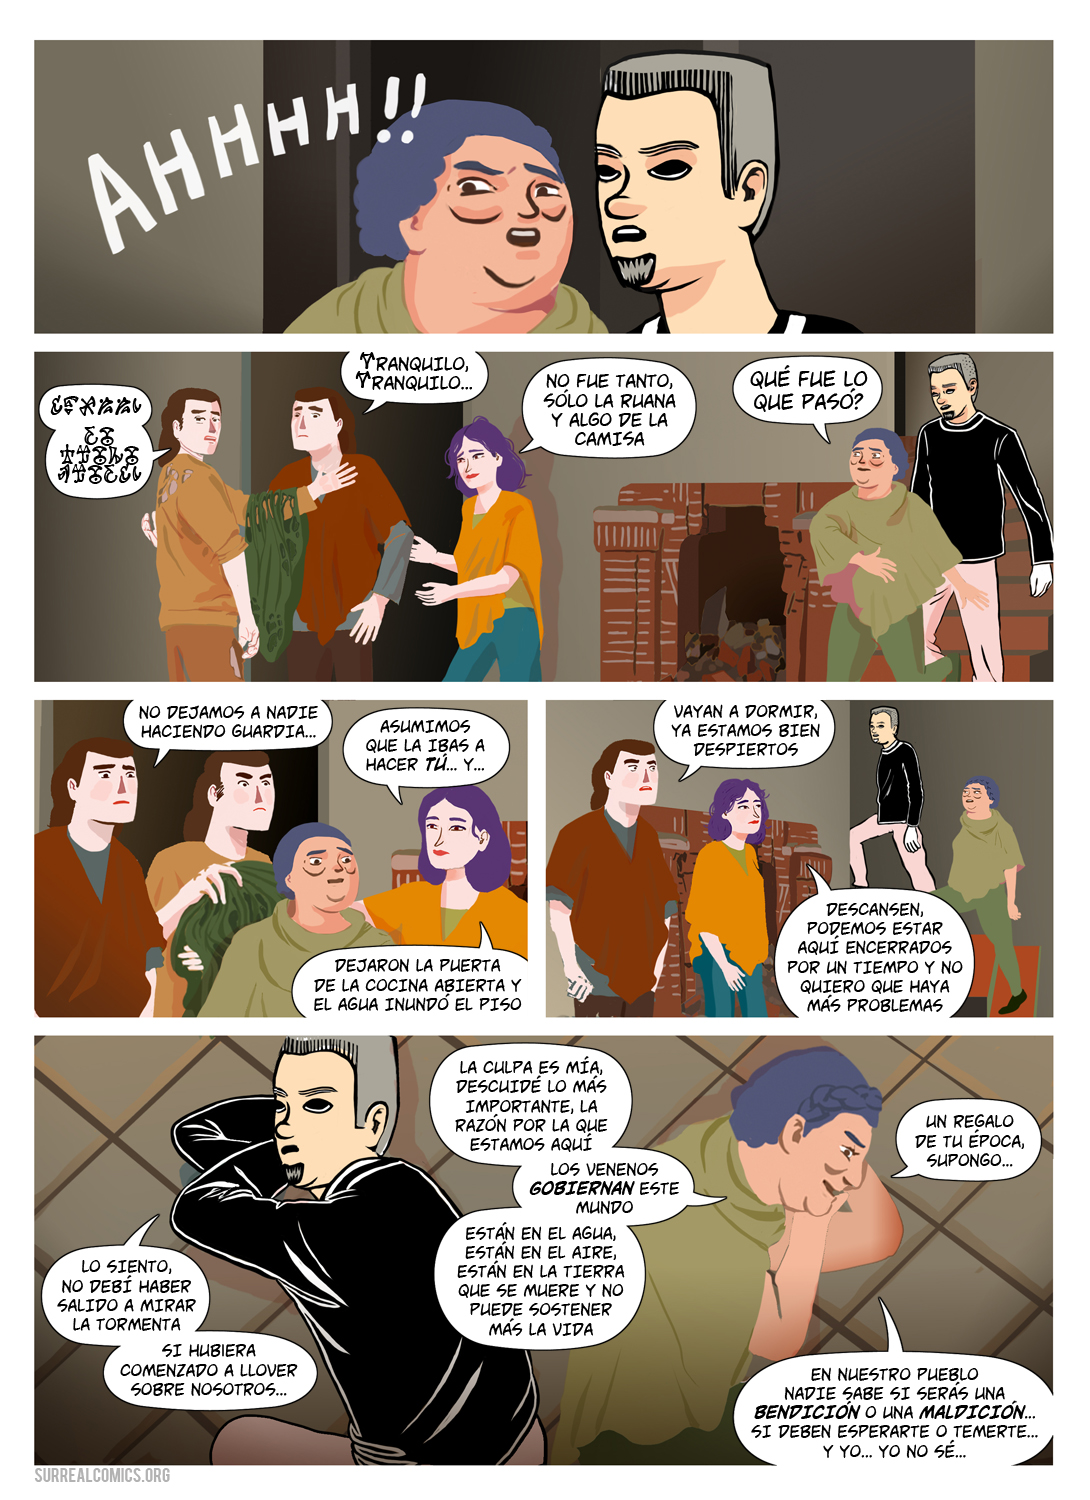 AHHHHH!!
TRANQUILO,
TRANQUILO...
NO FUE TANTO,
SÓLO LA RUANA
Y ALGO DE LA
CAMISA
QUÉ FUE LO
QUE PASÓ?
NO DEJAMOS A NADIE
HACIENDO GUARDIA...
ASUMIMOS
QUE LA IBAS A
HACER TÚ... Y...
DEJARON LA PUERTA
DE LA COCINA ABIERTA Y
EL AGUA INUNDÓ EL PISO
VAYAN A DORMIR,
YA ESTAMOS BIEN
DESPIERTOS
DESCANSEN,
PODEMOS ESTAR
AQUÍ ENCERRADOS
POR UN TIEMPO Y NO
QUIERO QUE HAYA
MÁS PROBLEMAS
LO SIENTO,
NO DEBÍ HABER
SALIDO A MIRAR
LA TORMENTA
SI HUBIERA
COMENZADO A LLOVER
SOBRE NOSOTROS...
LA CULPA ES MÍA,
DESCUIDÉ LO MÁS
IMPORTANTE, LA
RAZÓN POR LA QUE
ESTAMOS AQUÍ
LOS VENENOS
GOBIERNAN ESTE
MUNDO
ESTÁN EN EL AGUA,
ESTÁN EN EL AIRE,
ESTÁN EN LA TIERRA
QUE SE MUERE Y NO
PUEDE SOSTENER
MÁS LA VIDA
UN REGALO
DE TU ÉPOCA,
SUPONGO...
EN NUESTRO PUEBLO
NADIE SABE SI SERÁS UNA
BENDICIÓN O UNA MALDICIÓN...
SI DEBEN ESPERARTE O TEMERTE...
Y YO... YO NO SÉ...
SURREALCOMICS.ORG